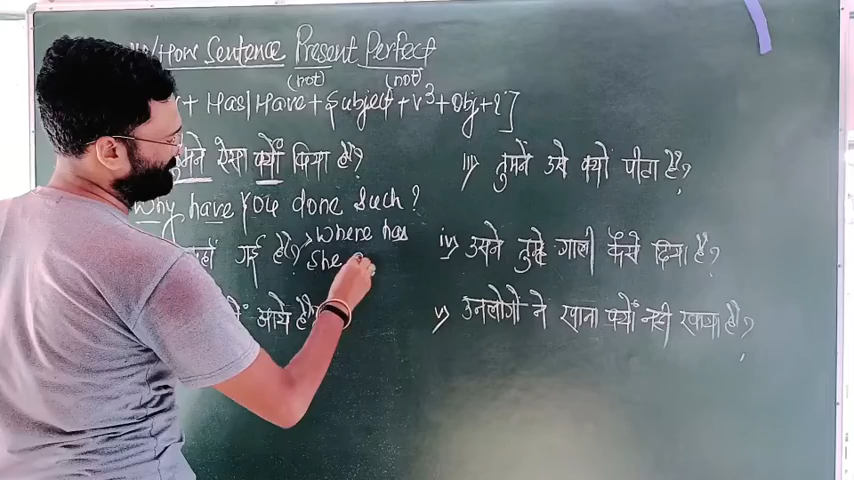 /How Sentence Present Perfect
(not) (not)
+ Has/Have + Subject + V3 + Obj + ?]
ऐसा क्यों किया है?
Why have you done such?
गई है? → Where has
She
आये है?
iii) तुमने उसे क्यों पीटा है?
iv) उसने तुम्हे गाली कैसे दिया है?
v) उनलोगो ने खाना क्यों नही खाया है?